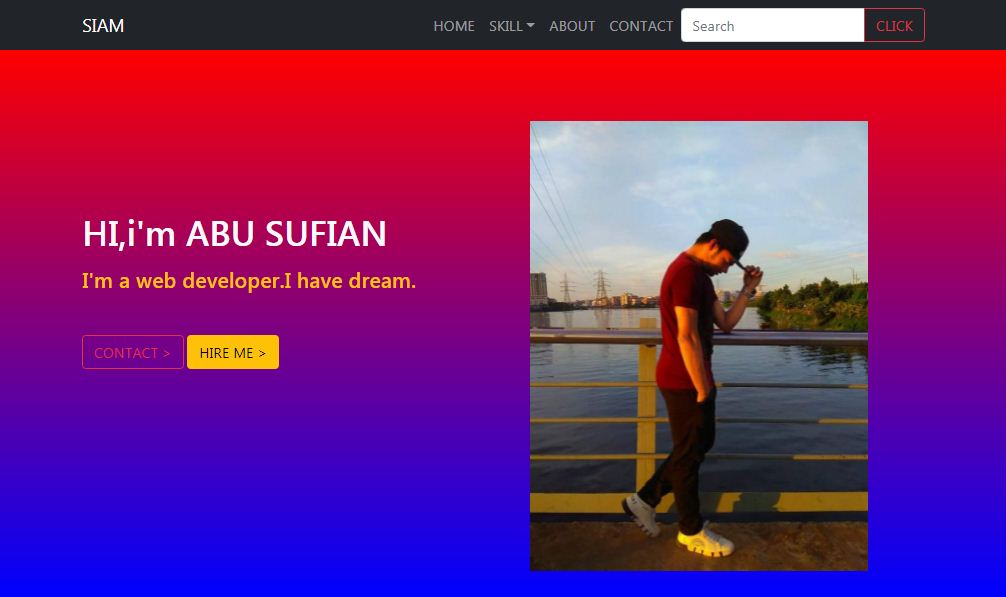 SIAM HOME SKILL ABOUT CONTACT Search CLICK
HI,i'm ABU SUFIAN
I'm a web developer.I have dream.
CONTACT > HIRE ME >